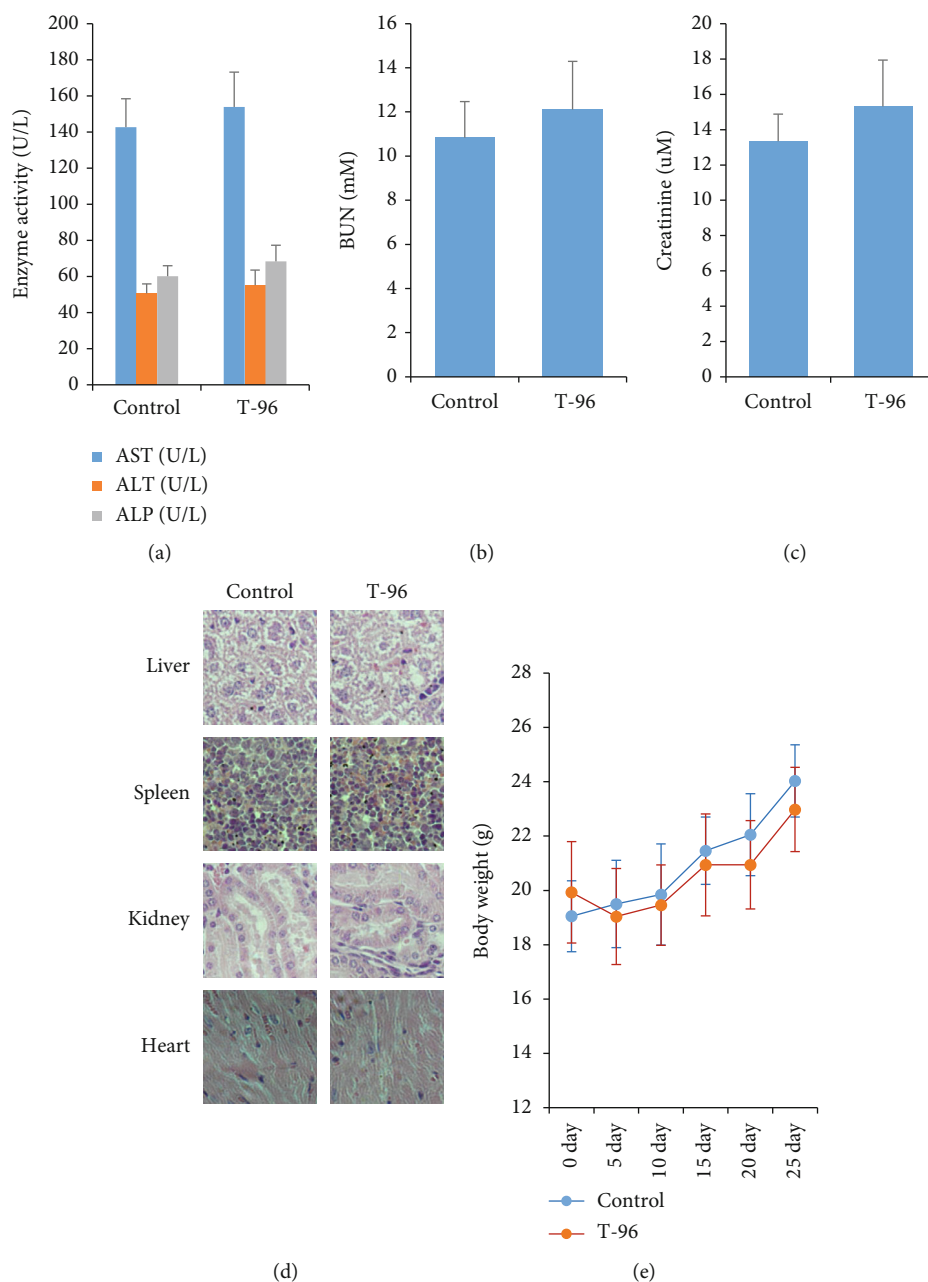 200
180
160
140
120
100
80
60
40
20
0
Enzyme activity (U/L)
Control
T-96
AST (U/L)
ALT (U/L)
ALP (U/L)
(a)
16
14
12
10
8
6
4
2
0
BUN (mM)
Control
T-96
(b)
20
18
16
14
12
10
8
6
4
2
0
Creatinine (uM)
Control
T-96
(c)
Control
T-96
Liver
Spleen
Kidney
Heart
(d)
28
26
24
22
20
18
16
14
12
Body weight (g)
0 day
5 day
10 day
15 day
20 day
25 day
Control
T-96
(e)